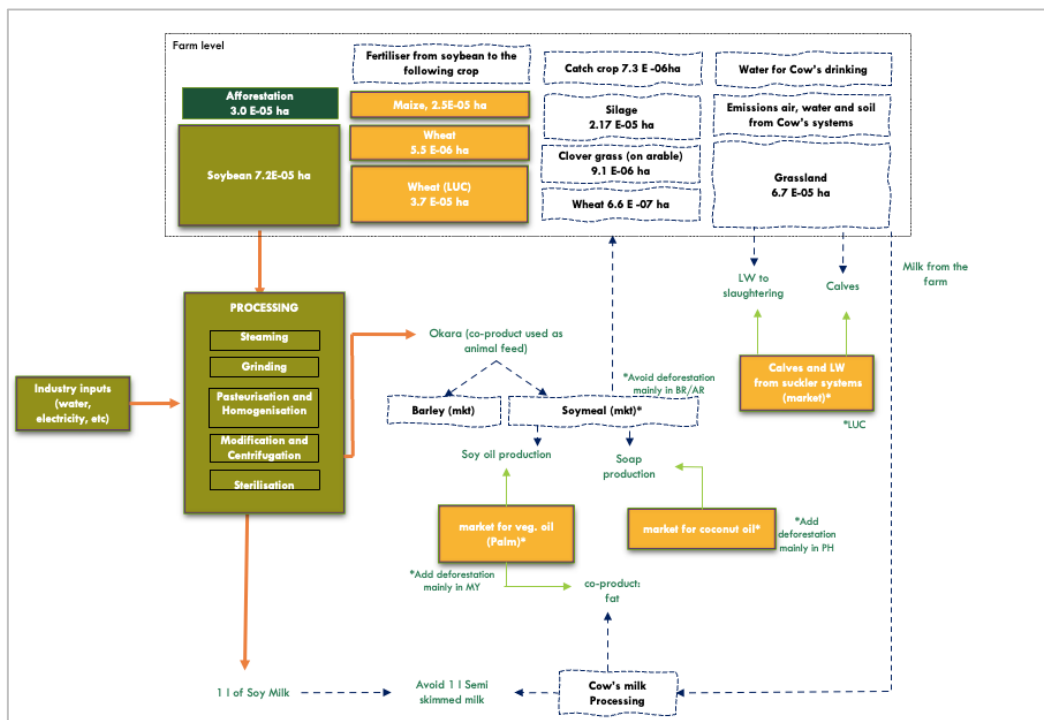 Farm level
Fertiliser from soybean to the
following crop
Catch crop 7.3 E -06ha
Water for Cow's drinking
Afforestation
3.0 E-05 ha
Maize, 2.5E-05 ha
Silage
2.17 E-05 ha
Emissions air, water and soil
from Cow's systems
Soybean 7.2E-05 ha
Wheat
5.5 E-06 ha
Clover grass (on arable)
9.1 E-06 ha
Grassland
6.7 E-05 ha
Wheat (LUC)
3.7 E-05 ha
Wheat 6.6 E -07 ha
LW to
slaughtering
Calves
Milk from the
farm
PROCESSING
Steaming
Grinding
Pasteurisation and
Homogenisation
Modification and
Centrifugation
Sterilisation
Industry inputs
(water,
electricity, etc)
Okara (co-product used as
animal feed)
*Avoid deforestation
mainly in BR/AR
Calves and LW
from suckler systems
(market)*
*LUC
Barley (mkt)
Soymeal (mkt)*
Soy oil production
Soap
production
market for veg. oil
(Palm)*
market for coconut oil*
*Add
deforestation
mainly in PH
*Add deforestation
mainly in MY
co-product:
fat
1 l of Soy Milk
Avoid 1 l Semi
skimmed milk
Cow's milk
Processing